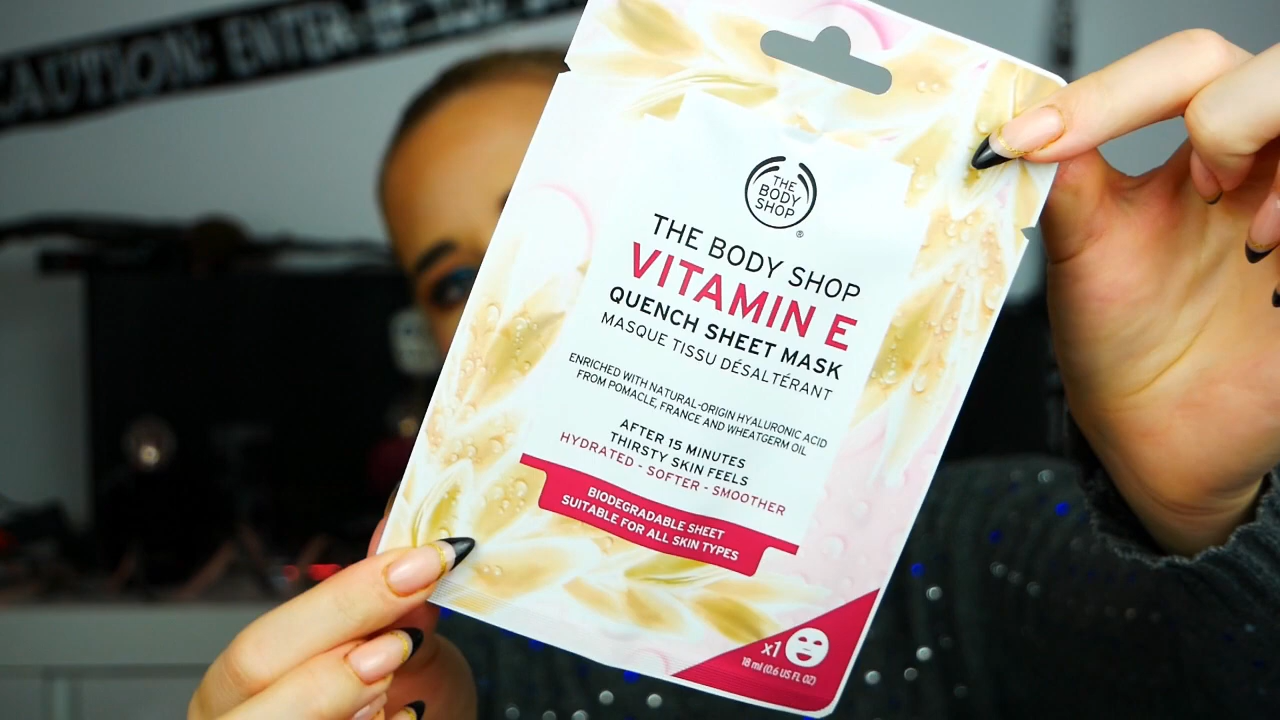 CAUTION: ENTER
THE
BODY
SHOP
®
THE BODY SHOP
VITAMIN E
QUENCH SHEET MASK
MASQUE TISSU DÉSALTÉRANT
ENRICHED WITH NATURAL-ORIGIN HYALURONIC ACID
FROM POMACLE, FRANCE AND WHEATGERM OIL
AFTER 15 MINUTES
THIRSTY SKIN FEELS
HYDRATED - SOFTER - SMOOTHER
BIODEGRADABLE SHEET
SUITABLE FOR ALL SKIN TYPES
x1
18 ml (0.6 US FL OZ)